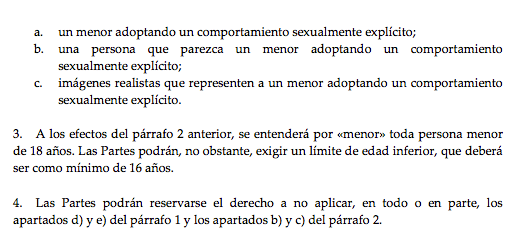 a. un menor adoptando un comportamiento sexualmente explícito;
b. una persona que parezca un menor adoptando un comportamiento
sexualmente explícito;
c. imágenes realistas que representen a un menor adoptando un comportamiento
sexualmente explícito.
3. A los efectos del párrafo 2 anterior, se entenderá por «menor» toda persona menor
de 18 años. Las Partes podrán, no obstante, exigir un límite de edad inferior, que deberá
ser como mínimo de 16 años.
4. Las Partes podrán reservarse el derecho a no aplicar, en todo o en parte, los
apartados d) y e) del párrafo 1 y los apartados b) y c) del párrafo 2.